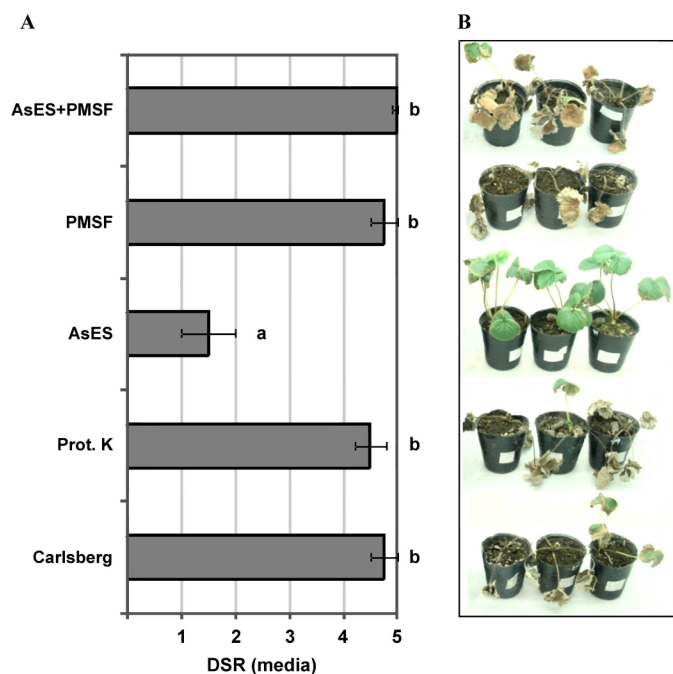 A
B
AsES+PMSF
b
PMSF
b
AsES
a
Prot. K
b
Carlsberg
b
1 2 3 4 5
DSR (media)